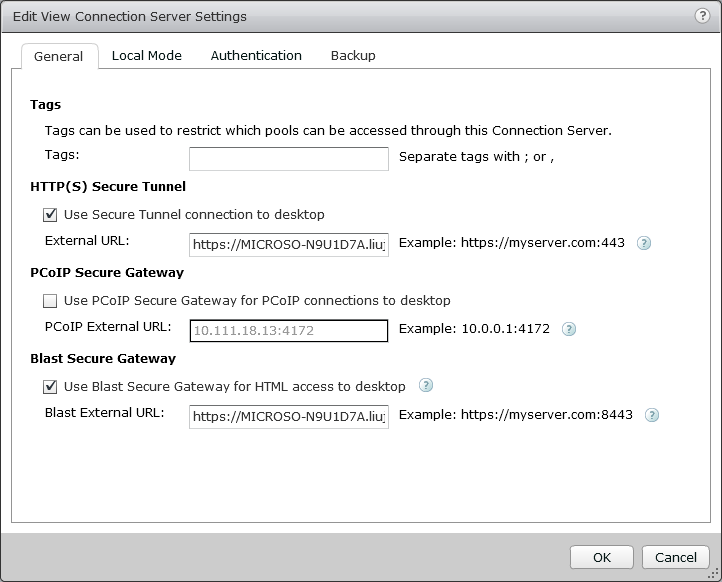 Edit View Connection Server Settings ?
General Local Mode Authentication Backup
Tags
Tags can be used to restrict which pools can be accessed through this Connection Server.
Tags: Separate tags with ; or ,
HTTP(S) Secure Tunnel
Use Secure Tunnel connection to desktop
External URL: https://MICROSO-N9U1D7A.liuj Example: https://myserver.com:443 ?
PCoIP Secure Gateway
Use PCoIP Secure Gateway for PCoIP connections to desktop
PCoIP External URL: 10.111.18.13:4172 Example: 10.0.0.1:4172 ?
Blast Secure Gateway
Use Blast Secure Gateway for HTML access to desktop ?
Blast External URL: https://MICROSO-N9U1D7A.liuj Example: https://myserver.com:8443 ?
OK Cancel